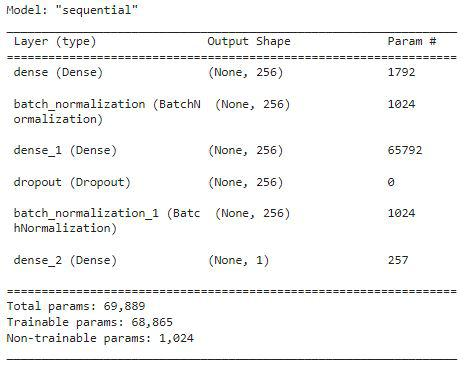 Model: "sequential"
Layer (type) Output Shape Param #
=================================================================
dense (Dense) (None, 256) 1792
batch_normalization (BatchN (None, 256) 1024
ormalization)
dense_1 (Dense) (None, 256) 65792
dropout (Dropout) (None, 256) 0
batch_normalization_1 (Batc (None, 256) 1024
hNormalization)
dense_2 (Dense) (None, 1) 257
=================================================================
Total params: 69,889
Trainable params: 68,865
Non-trainable params: 1,024